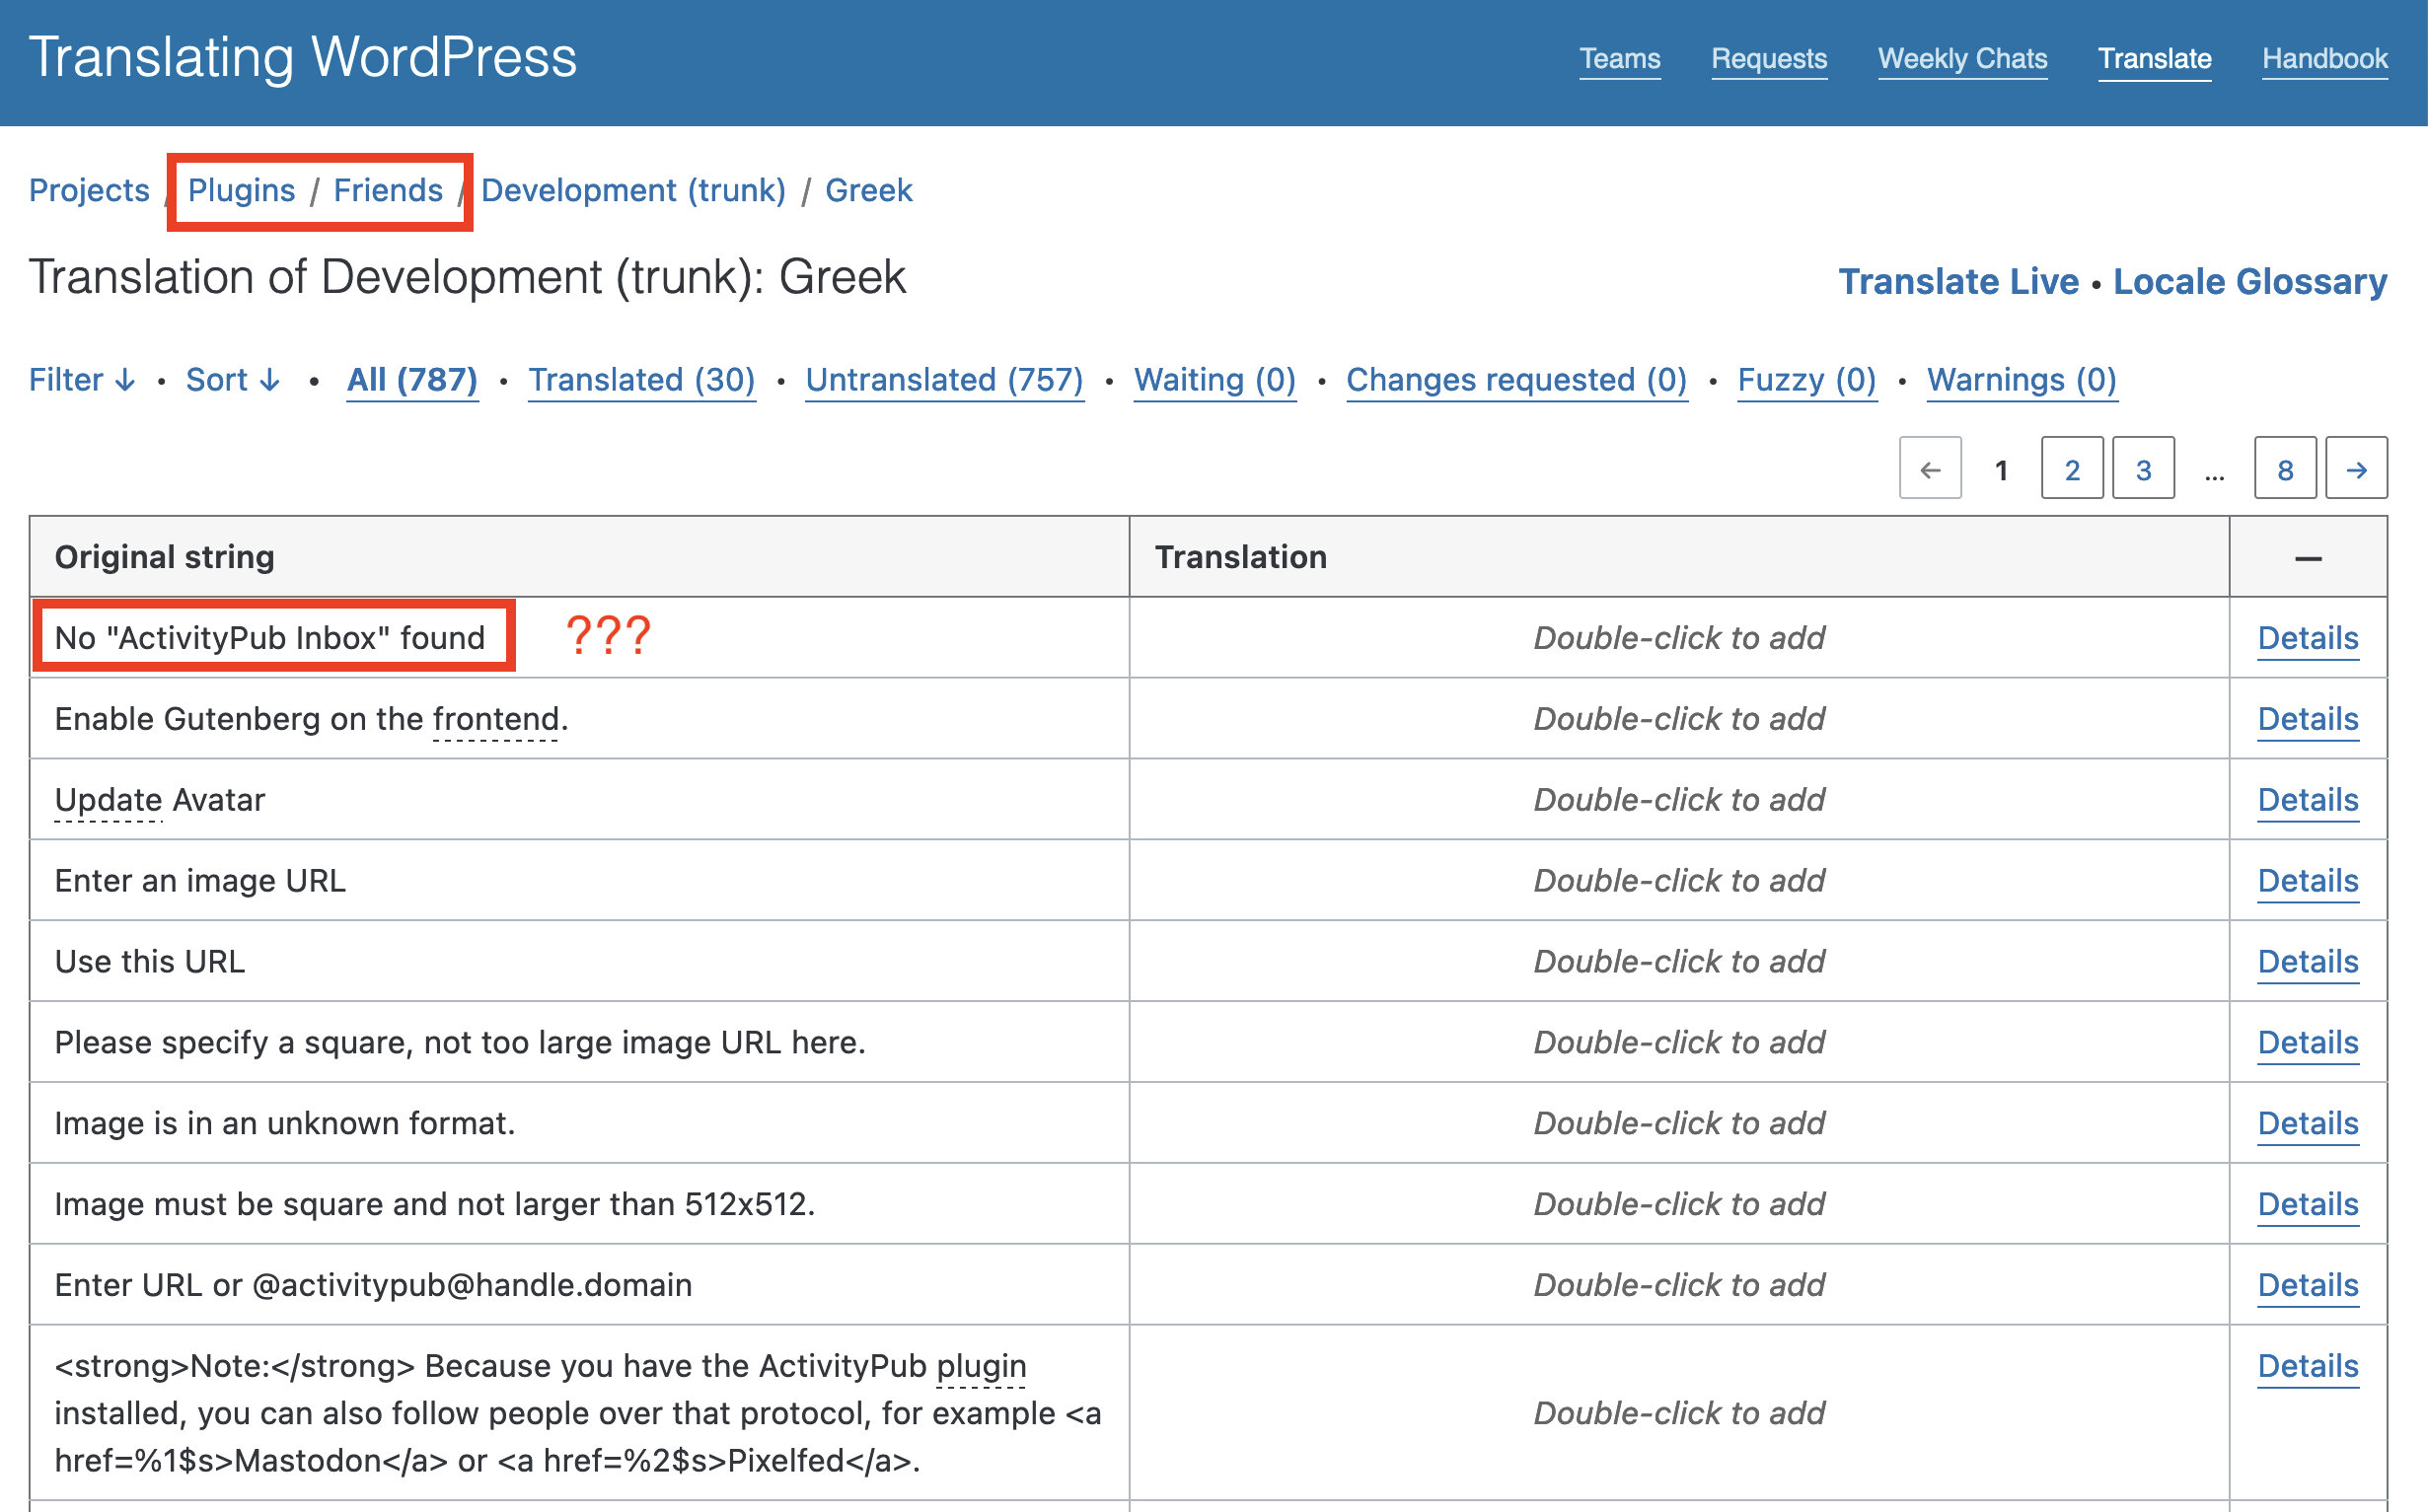 Translating WordPress
Teams Requests Weekly Chats Translate Handbook
Projects / Plugins / Friends / Development (trunk) / Greek
Translation of Development (trunk): Greek
Translate Live • Locale Glossary
Filter ↓ • Sort ↓ • All (787) • Translated (30) • Untranslated (757) • Waiting (0) • Changes requested (0) • Fuzzy (0) • Warnings (0)
← 1 2 3 … 8 →
Original string Translation —
No "ActivityPub Inbox" found ??? Double-click to add Details
Enable Gutenberg on the frontend. Double-click to add Details
Update Avatar Double-click to add Details
Enter an image URL Double-click to add Details
Use this URL Double-click to add Details
Please specify a square, not too large image URL here. Double-click to add Details
Image is in an unknown format. Double-click to add Details
Image must be square and not larger than 512x512. Double-click to add Details
Enter URL or @activitypub@handle.domain Double-click to add Details
<strong>Note:</strong> Because you have the ActivityPub plugin
installed, you can also follow people over that protocol, for example <a
href=%1$s>Mastodon</a> or <a href=%2$s>Pixelfed</a>.
Double-click to add
Details